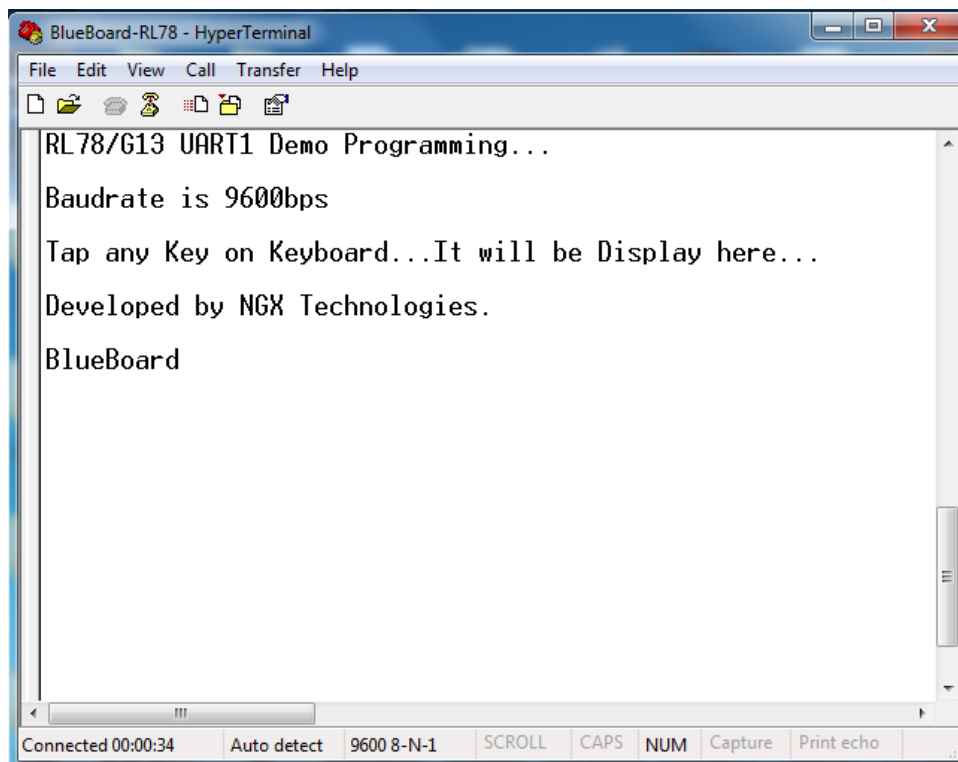 BlueBoard-RL78 - HyperTerminal
File Edit View Call Transfer Help
RL78/G13 UART1 Demo Programming...
Baudrate is 9600bps
Tap any Key on Keyboard...It will be Display here...
Developed by NGX Technologies.
BlueBoard
Connected 00:00:34 Auto detect 9600 8-N-1 SCROLL CAPS NUM Capture Print echo